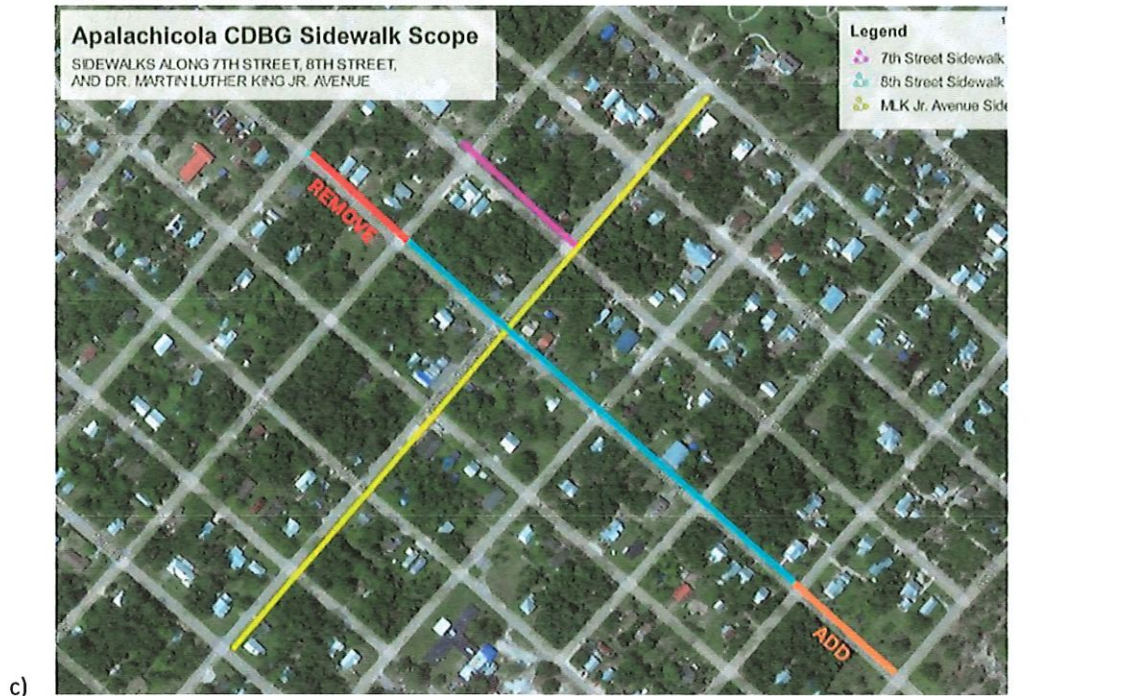 Apalachicola CDBG Sidewalk Scope
SIDEWALKS ALONG 7TH STREET, 8TH STREET,
AND DR. MARTIN LUTHER KING JR. AVENUE
1
Legend
7th Street Sidewalk
8th Street Sidewalk
MLK Jr. Avenue Side
REMOVE
ADD
c)